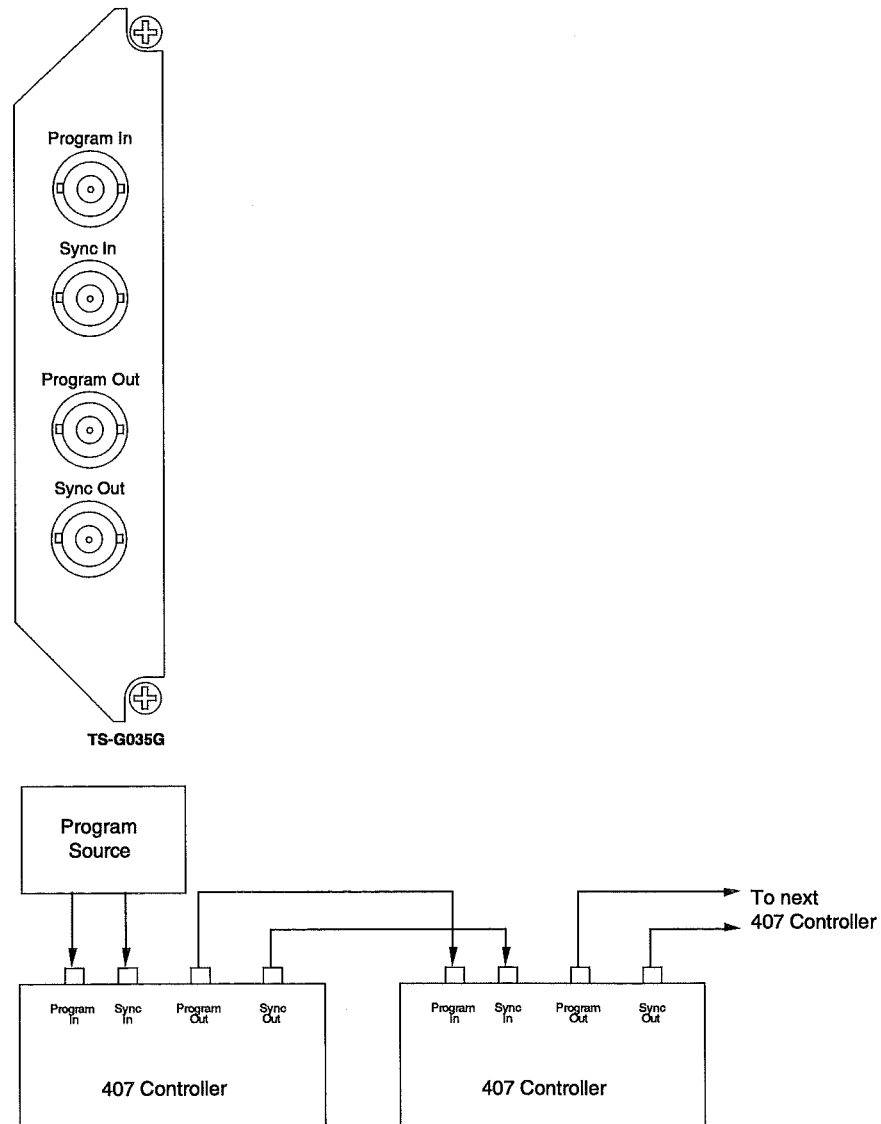 Program In
Sync In
Program Out
Sync Out
TS-G035G
Program
Source
To next
407 Controller
Program
In
Sync
In
Program
Out
Sync
Out
407 Controller
Program
In
Sync
In
Program
Out
Sync
Out
407 Controller